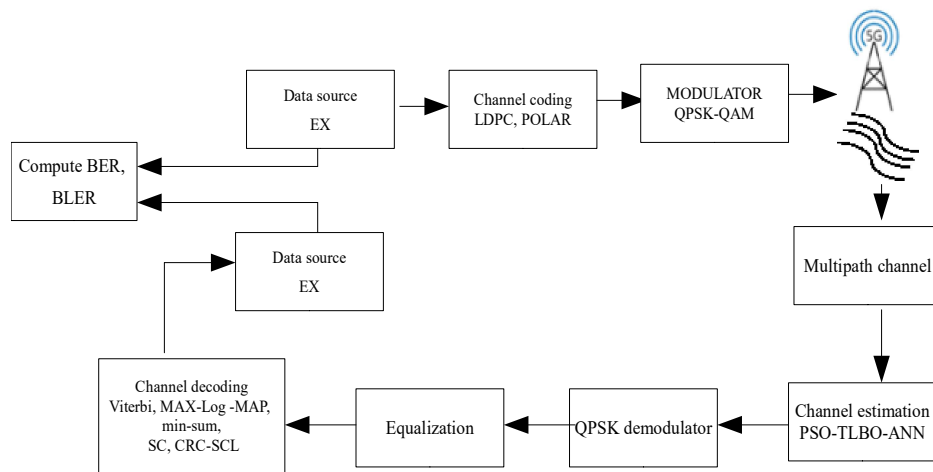 5G
Data source
EX
Channel coding
LDPC, POLAR
MODULATOR
QPSK-QAM
Compute BER,
BLER
Data source
EX
Multipath channel
Channel decoding
Viterbi, MAX-Log -MAP,
min-sum,
SC, CRC-SCL
Equalization
QPSK demodulator
Channel estimation
PSO-TLBO-ANN